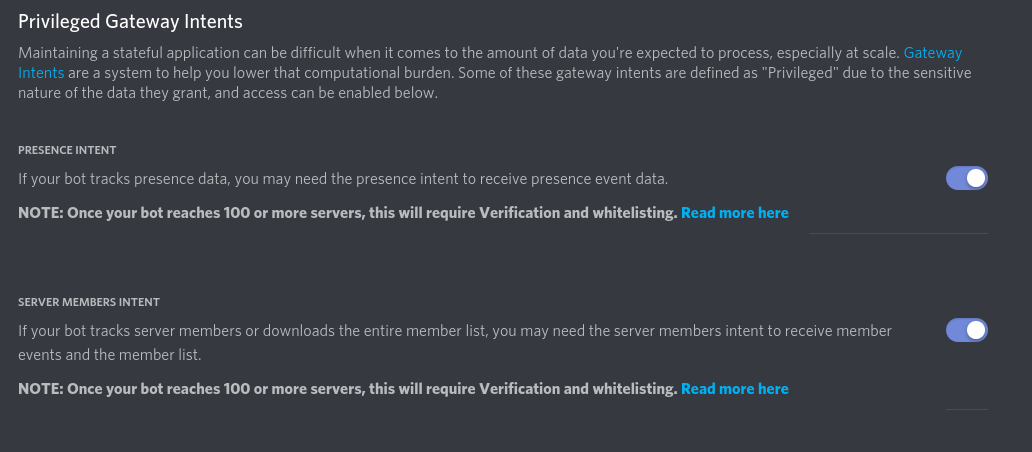 Privileged Gateway Intents
Maintaining a stateful application can be difficult when it comes to the amount of data you're expected to process, especially at scale. Gateway
Intents are a system to help you lower that computational burden. Some of these gateway intents are defined as "Privileged" due to the sensitive
nature of the data they grant, and access can be enabled below.
PRESENCE INTENT
If your bot tracks presence data, you may need the presence intent to receive presence event data.
NOTE: Once your bot reaches 100 or more servers, this will require Verification and whitelisting. Read more here
SERVER MEMBERS INTENT
If your bot tracks server members or downloads the entire member list, you may need the server members intent to receive member
events and the member list.
NOTE: Once your bot reaches 100 or more servers, this will require Verification and whitelisting. Read more here